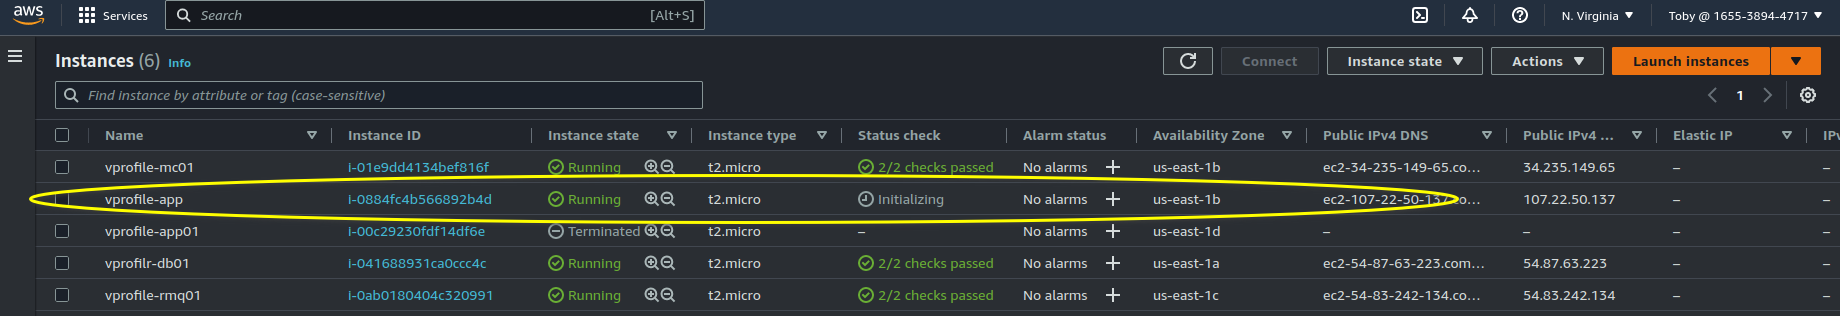 aws Services Search [Alt+S] N. Virginia Toby @ 1655-3894-4717
Instances (6) Info Connect Instance state Actions Launch instances
Find instance by attribute or tag (case-sensitive) 1
Name Instance ID Instance state Instance type Status check Alarm status Availability Zone Public IPv4 DNS Public IPv4 ... Elastic IP IPv
vprofile-mc01 i-01e9dd4134bef816f Running t2.micro 2/2 checks passed No alarms + us-east-1b ec2-34-235-149-65.co... 34.235.149.65 – –
vprofile-app i-0884fc4b566892b4d Running t2.micro Initializing No alarms + us-east-1b ec2-107-22-50-137.co... 107.22.50.137 – –
vprofile-app01 i-00c29230fdf14df6e Terminated t2.micro – No alarms + us-east-1d – – – –
vprofilr-db01 i-041688931ca0ccc4c Running t2.micro 2/2 checks passed No alarms + us-east-1a ec2-54-87-63-223.com... 54.87.63.223 – –
vprofile-rmq01 i-0ab0180404c320991 Running t2.micro 2/2 checks passed No alarms + us-east-1c ec2-54-83-242-134.co... 54.83.242.134 – –